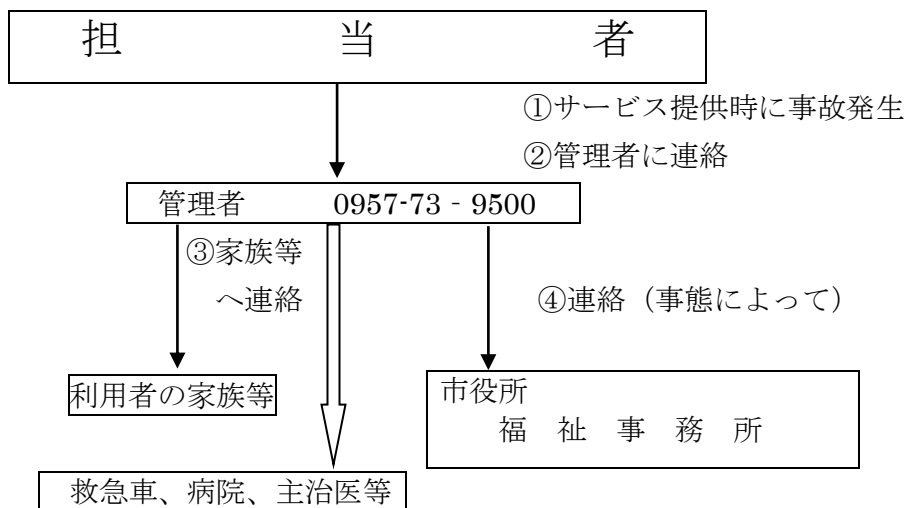 担 当 者
①サービス提供時に事故発生
②管理者に連絡
管理者 0957-73‐9500
③家族等
へ連絡
④連絡（事態によって）
利用者の家族等
市役所
福 祉 事 務 所
救急車、病院、主治医等